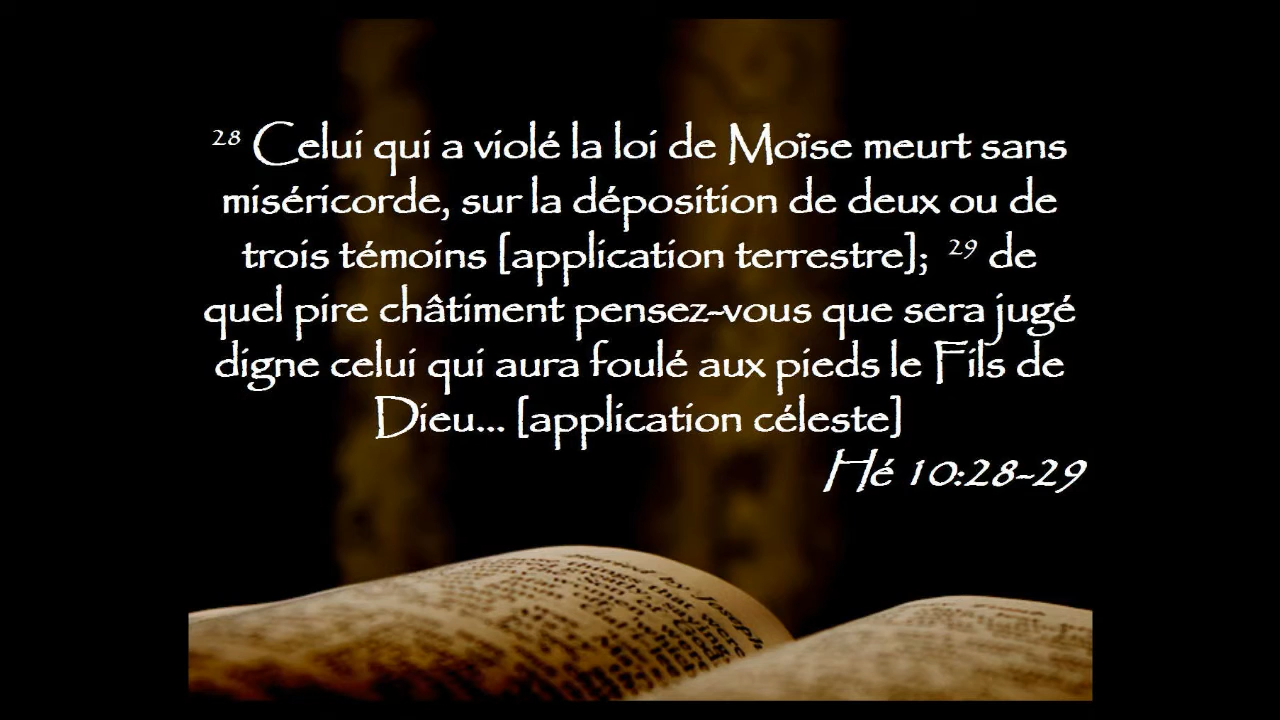 28 Celui qui a violé la loi de Moïse meurt sans
miséricorde, sur la déposition de deux ou de
trois témoins [application terrestre]; 29 de
quel pire châtiment pensez-vous que sera jugé
digne celui qui aura foulé aux pieds le Fils de
Dieu... [application céleste]
Hé 10:28-29